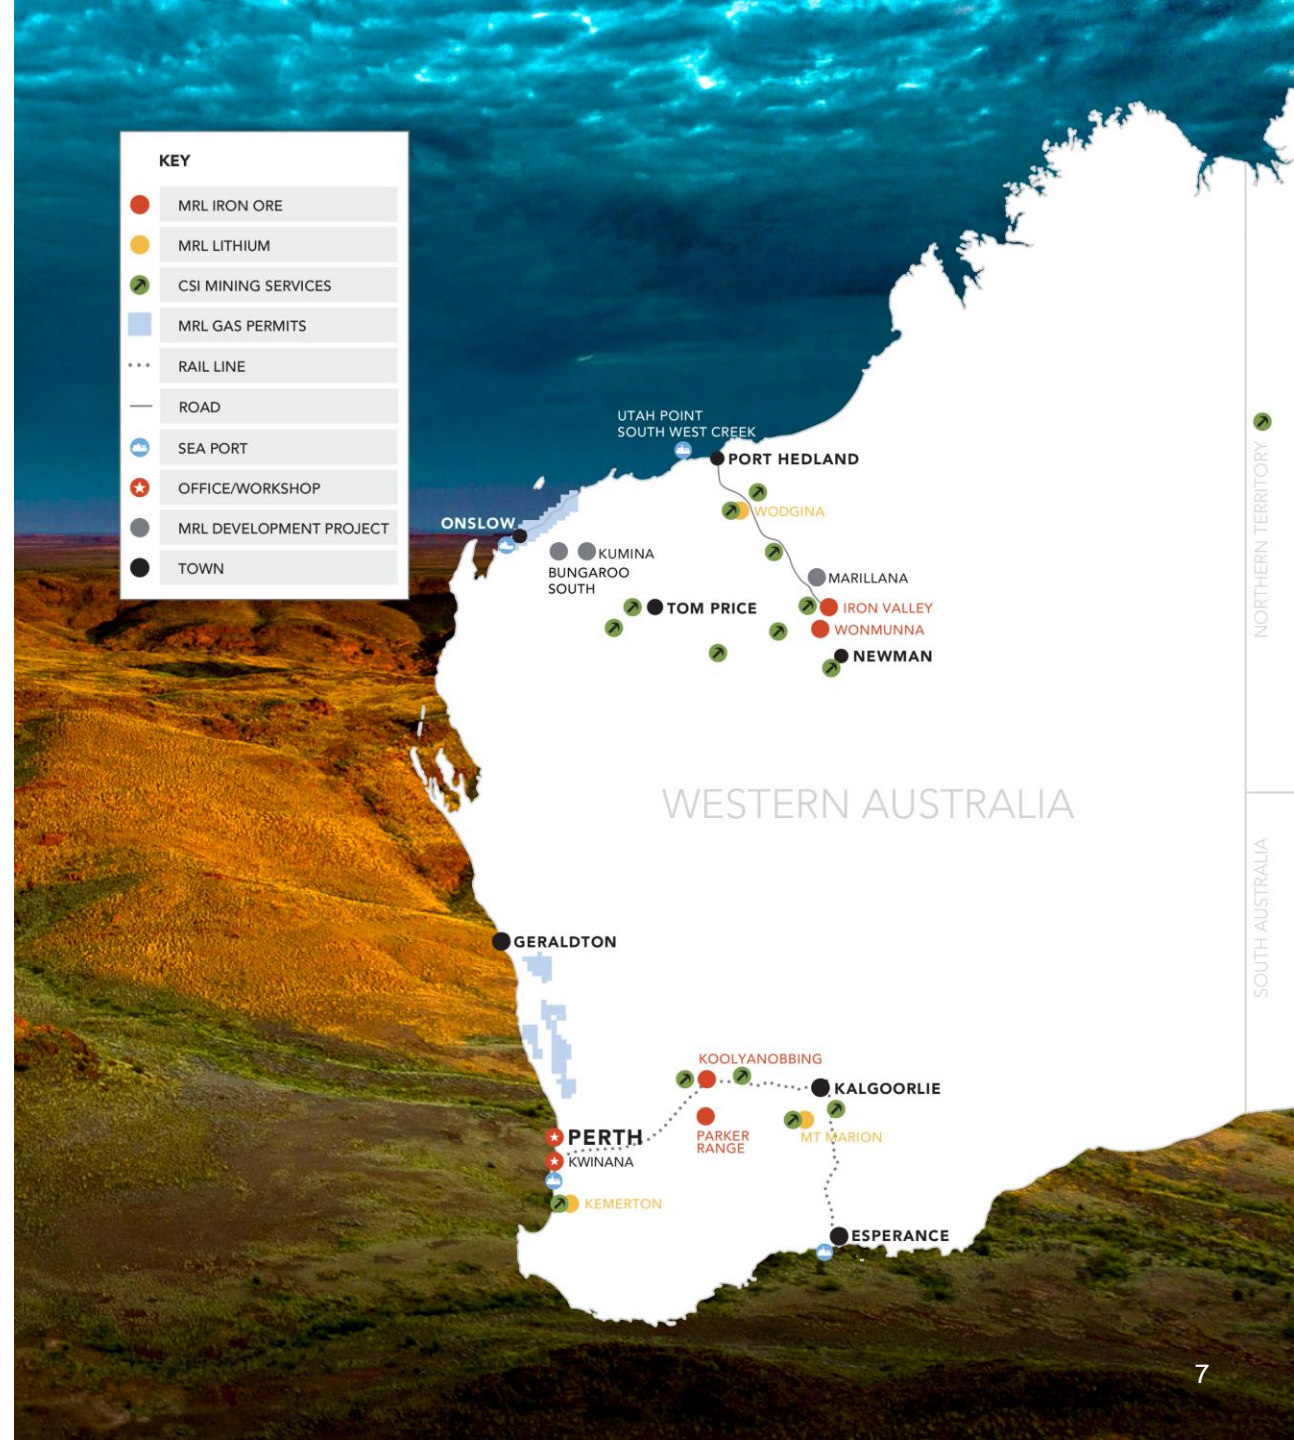 KEY
MRL IRON ORE
MRL LITHIUM
CSI MINING SERVICES
MRL GAS PERMITS
RAIL LINE
ROAD
SEA PORT
OFFICE/WORKSHOP
MRL DEVELOPMENT PROJECT
TOWN
UTAH POINT
SOUTH WEST CREEK
PORT HEDLAND
WODGINA
ONSLOW
KUMINA
BUNGAROO
SOUTH
MARILLANA
TOM PRICE
IRON VALLEY
WONMUNNA
NEWMAN
NORTHERN TERRITORY
WESTERN AUSTRALIA
SOUTH AUSTRALIA
GERALDTON
KOOLYANOBBING
KALGOORLIE
PARKER
RANGE
MT MARION
PERTH
KWINANA
KEMERTON
ESPERANCE
7